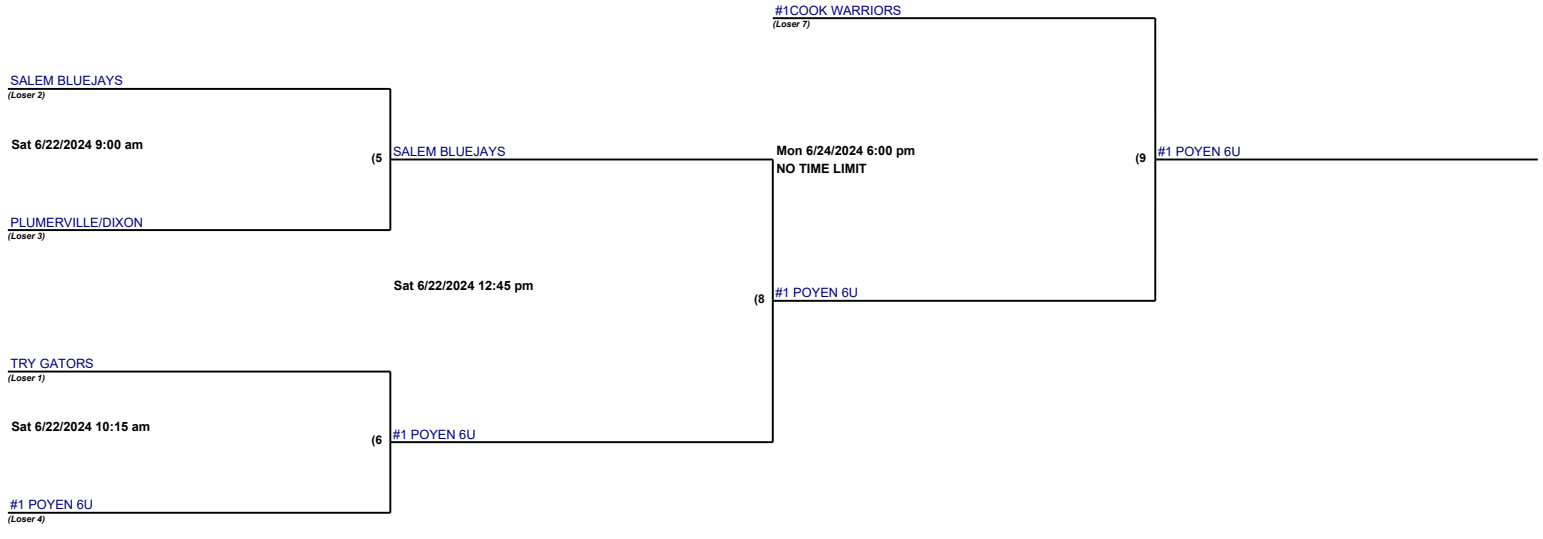 #1COOK WARRIORS
(Loser 7)
SALEM BLUEJAYS
(Loser 2)
Sat 6/22/2024 9:00 am
(5
SALEM BLUEJAYS
Mon 6/24/2024 6:00 pm
NO TIME LIMIT
(9
#1 POYEN 6U
PLUMERVILLE/DIXON
(Loser 3)
Sat 6/22/2024 12:45 pm
(8
#1 POYEN 6U
TRY GATORS
(Loser 1)
Sat 6/22/2024 10:15 am
(6
#1 POYEN 6U
#1 POYEN 6U
(Loser 4)